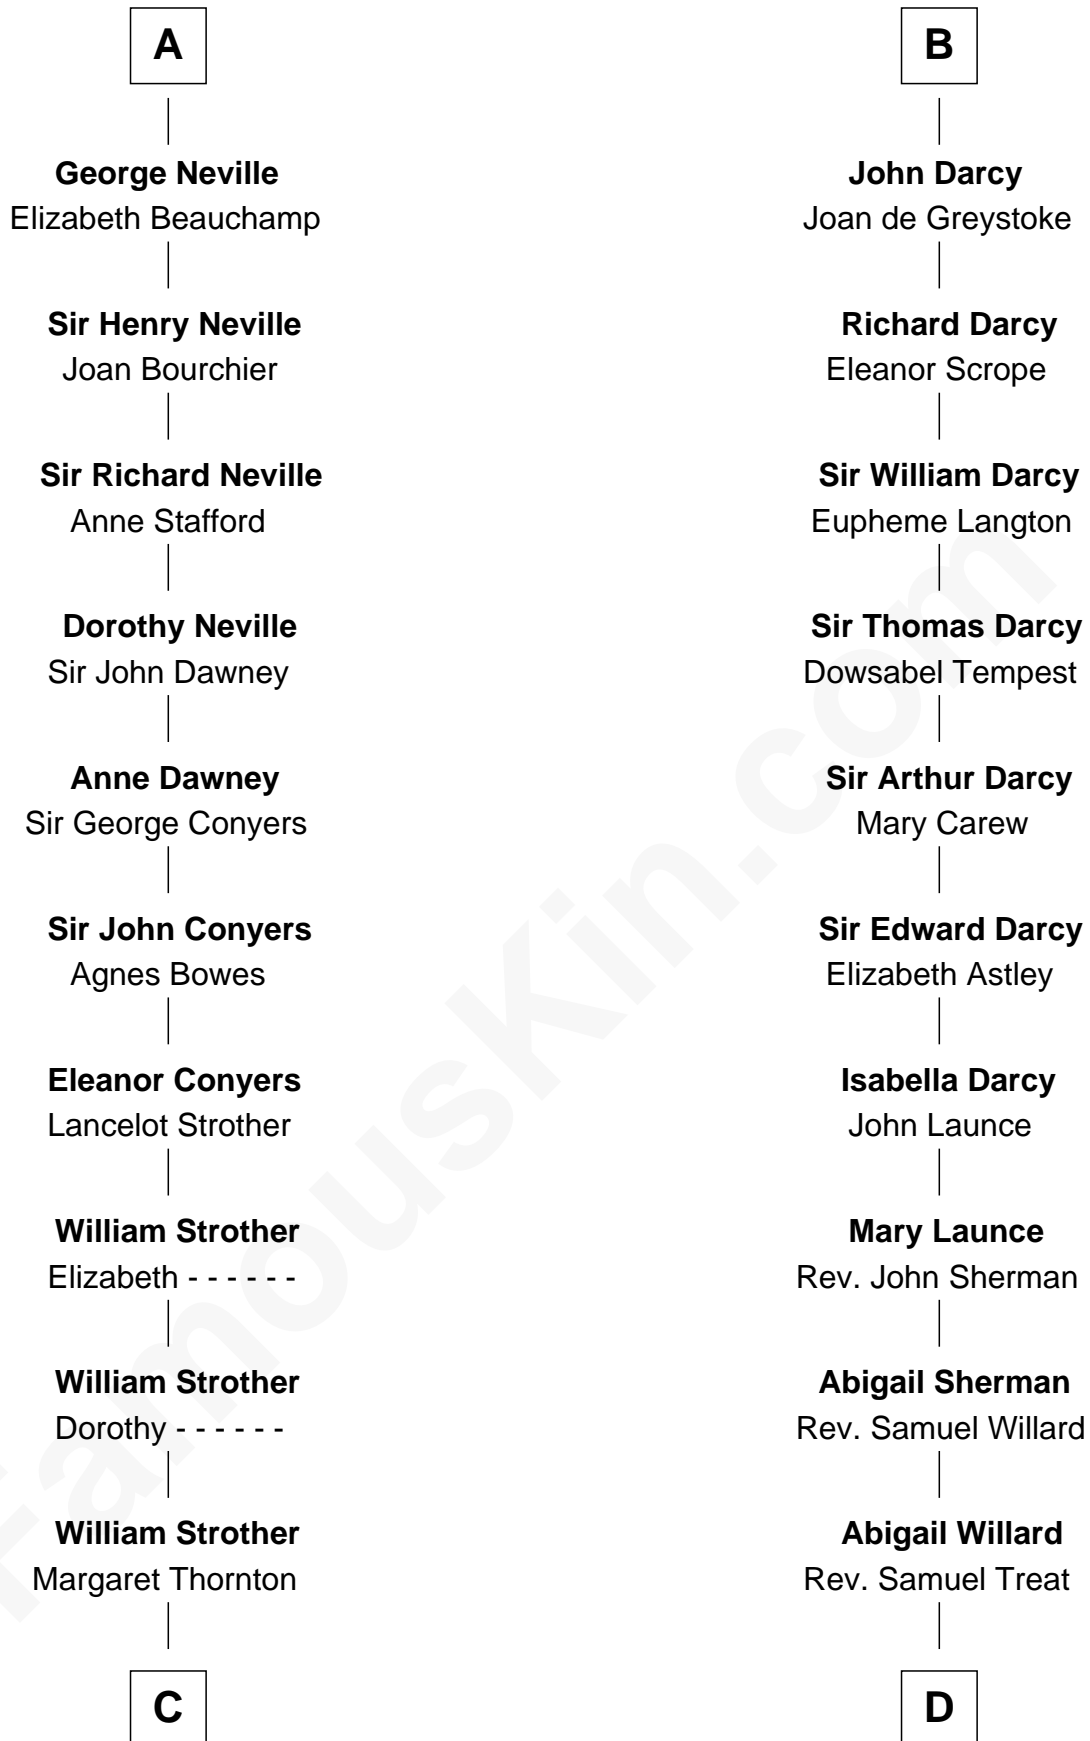 A
George Neville
Elizabeth Beauchamp
Sir Henry Neville
Joan Bourchier
Sir Richard Neville
Anne Stafford
Dorothy Neville
Sir John Dawney
Anne Dawney
Sir George Conyers
Sir John Conyers
Agnes Bowes
Eleanor Conyers
Lancelot Strother
William Strother
Elizabeth - - - - - -
William Strother
Dorothy - - - - - -
William Strother
Margaret Thornton
C
B
John Darcy
Joan de Greystoke
Richard Darcy
Eleanor Scrope
Sir William Darcy
Eupheme Langton
Sir Thomas Darcy
Dowsabel Tempest
Sir Arthur Darcy
Mary Carew
Sir Edward Darcy
Elizabeth Astley
Isabella Darcy
John Launce
Mary Launce
Rev. John Sherman
Abigail Sherman
Rev. Samuel Willard
Abigail Willard
Rev. Samuel Treat
D
FamousKin.com